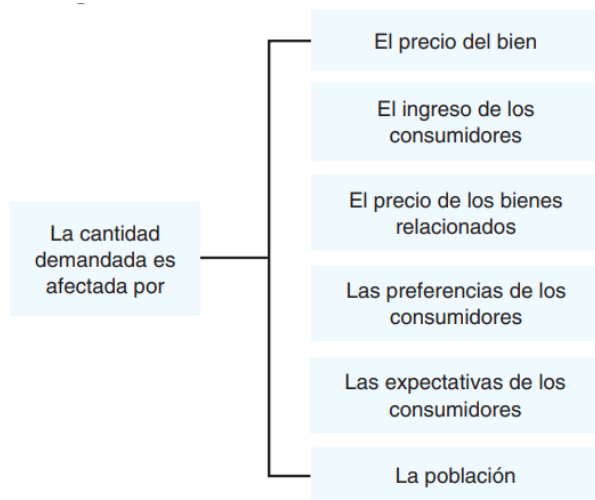 El precio del bien
El ingreso de los
consumidores
El precio de los bienes
relacionados
La cantidad
demandada es
afectada por
Las preferencias de los
consumidores
Las expectativas de los
consumidores
La población